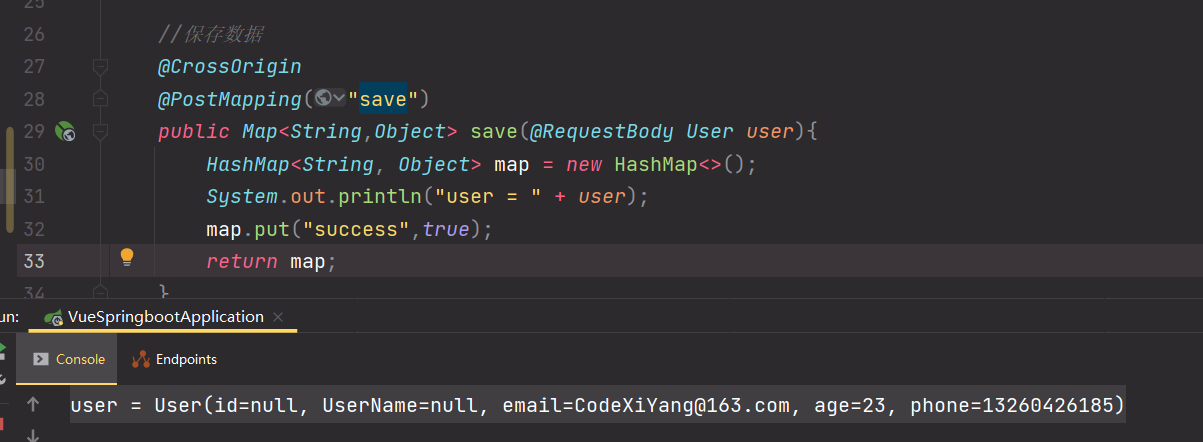 25
26 //保存数据
27 @CrossOrigin
28 @PostMapping("save")
29 public Map<String,Object> save(@RequestBody User user){
30 HashMap<String, Object> map = new HashMap<>();
31 System.out.println("user = " + user);
32 map.put("success",true);
33 return map;
34 }
un: VueSpringbootApplication
Console Endpoints
user = User(id=null, UserName=null, email=CodeXiYang@163.com, age=23, phone=13260426185)